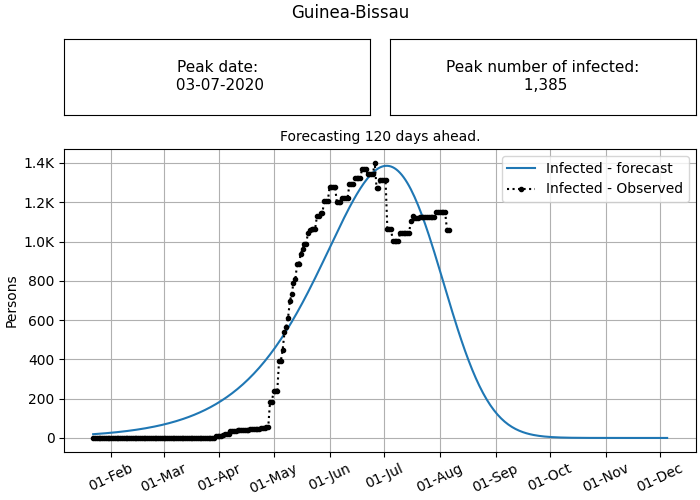 Guinea-Bissau
Peak date:
03-07-2020
Peak number of infected:
1,385
Forecasting 120 days ahead.
Infected - forecast
Infected - Observed
1.4K
1.2K
1.0K
800
600
400
200
0
Persons
01-Feb
01-Mar
01-Apr
01-May
01-Jun
01-Jul
01-Aug
01-Sep
01-Oct
01-Nov
01-Dec